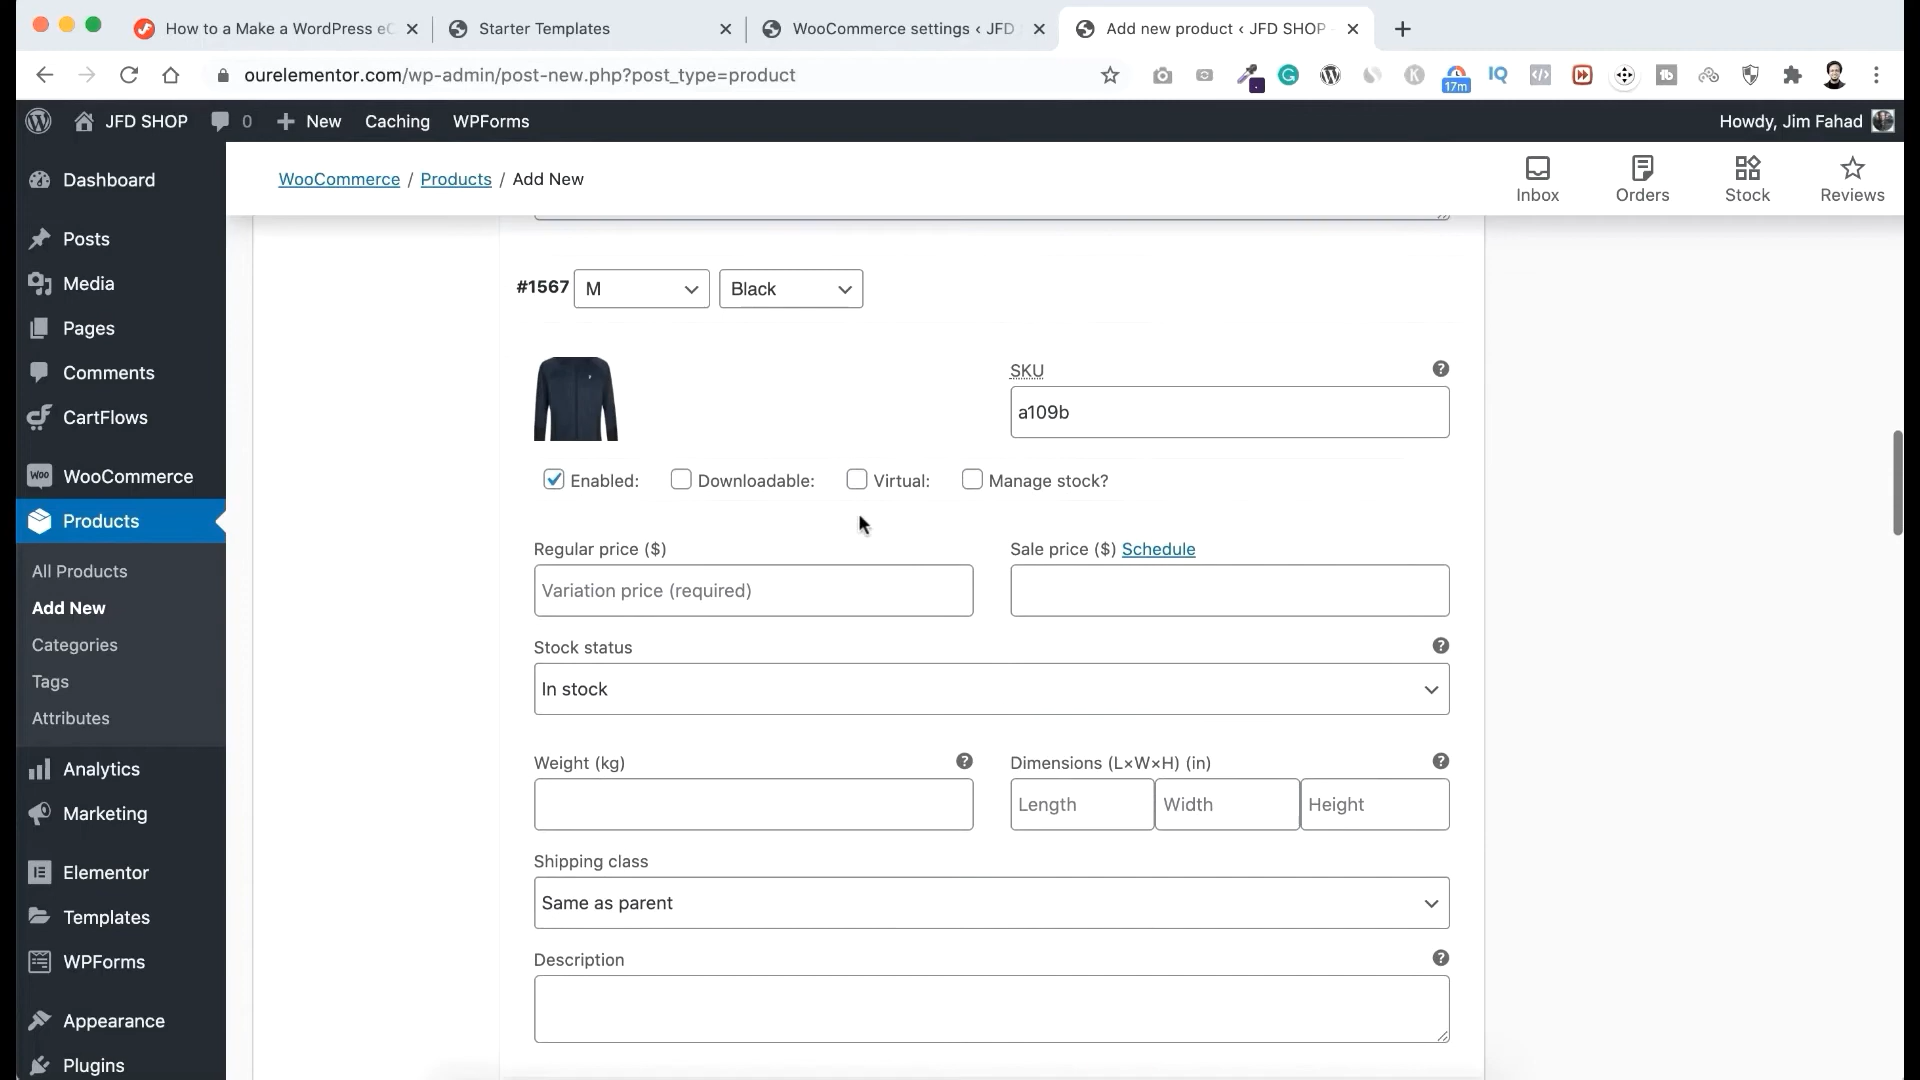 How to a Make a WordPress eC
Starter Templates
WooCommerce settings ‹ JFD
Add new product ‹ JFD SHOP
ourelementor.com/wp-admin/post-new.php?post_type=product
17m
IQ
JFD SHOP
0
New
Caching
WPForms
Howdy, Jim Fahad
Dashboard
Posts
Media
Pages
Comments
CartFlows
WooCommerce
Products
All Products
Add New
Categories
Tags
Attributes
Analytics
Marketing
Elementor
Templates
WPForms
Appearance
Plugins
WooCommerce / Products / Add New
Inbox
Orders
Stock
Reviews
#1567 M Black
SKU
a109b
Enabled: Downloadable: Virtual: Manage stock?
Regular price ($)
Variation price (required)
Sale price ($) Schedule
Stock status
In stock
Weight (kg)
Dimensions (L×W×H) (in)
Length Width Height
Shipping class
Same as parent
Description